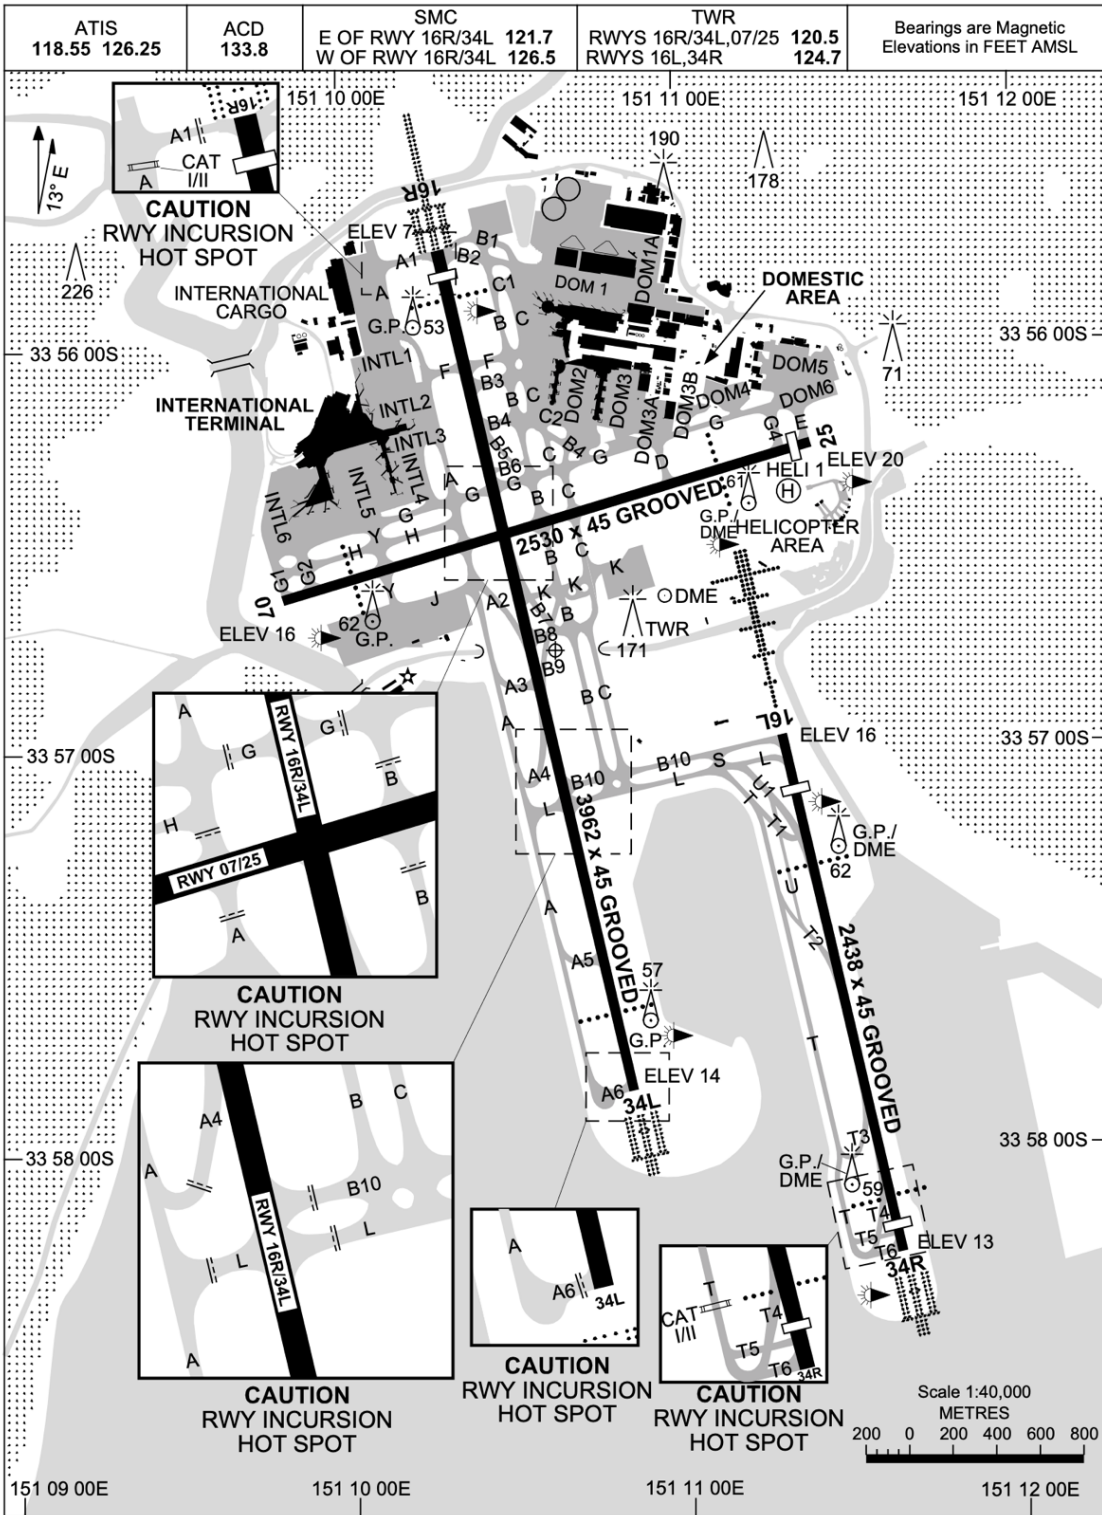 ATIS
118.55 126.25
ACD
133.8
SMC
E OF RWY 16R/34L 121.7
W OF RWY 16R/34L 126.5
TWR
RWYS 16R/34L,07/25 120.5
RWYS 16L,34R 124.7
Bearings are Magnetic
Elevations in FEET AMSL
151 10 00E
151 11 00E
151 12 00E
13° E
16R
A1
CAT
I/II
A
CAUTION
RWY INCURSION
HOT SPOT
190
178
226
16R
ELEV 7
A1
B2
B1
C1
A
INTERNATIONAL
CARGO
G.P.
53
B
C
DOM 1
DOM1A
DOMESTIC
AREA
33 56 00S
33 56 00S
71
INTL1
F
F
B3
B
C
DOM2
DOM3
DOM3A
DOM3B
DOM4
DOM5
DOM6
INTERNATIONAL
TERMINAL
INTL2
INTL3
INTL4
INTL5
INTL6
B4
C2
B5
B4
B6
C
G
D
G
G4
E
25
A
G
G
B
C
61
HELI 1
H
ELEV 20
G.P./
DME
HELICOPTER
AREA
2530 x 45 GROOVED
G
Y
H
H
G1
G2
07
ELEV 16
62
G.P.
Y
J
A2
B
C
K
K
K
B7
B
B8
B9
DME
TWR
171
A3
A
B
C
16L
ELEV 16
33 57 00S
33 57 00S
A
G
RWY 16R/34L
G
B
H
RWY 07/25
B
A
CAUTION
RWY INCURSION
HOT SPOT
A4
B10
B10
L
L
S
L
U1
T
T1
G.P./
DME
62
3962 x 45 GROOVED
U
T2
A
A5
57
G.P.
2438 x 45 GROOVED
T
A6
ELEV 14
34L
A4
B
C
A
B10
L
L
RWY 16R/34L
A
CAUTION
RWY INCURSION
HOT SPOT
33 58 00S
33 58 00S
T3
G.P./
DME
59
T
T4
T5
T6
ELEV 13
34R
A
A6
34L
CAUTION
RWY INCURSION
HOT SPOT
T
CAT
I/II
T4
T5
T6
34R
CAUTION
RWY INCURSION
HOT SPOT
Scale 1:40,000
METRES
200 0 200 400 600 800
151 09 00E
151 10 00E
151 11 00E
151 12 00E